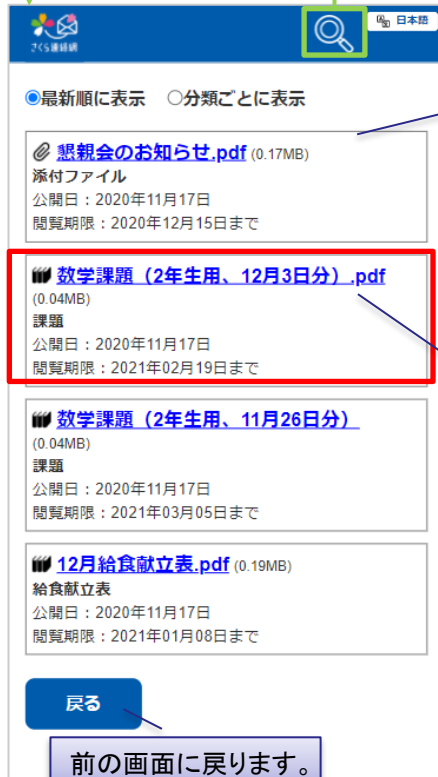 さくら連絡網
日本語
最新順に表示 分類ごとに表示
懇親会のお知らせ.pdf (0.17MB)
添付ファイル
公開日：2020年11月17日
閲覧期限：2020年12月15日まで
数学課題（2年生用、12月3日分）.pdf
(0.04MB)
課題
公開日：2020年11月17日
閲覧期限：2021年02月19日まで
数学課題（2年生用、11月26日分）
(0.04MB)
課題
公開日：2020年11月17日
閲覧期限：2021年03月05日まで
12月給食献立表.pdf (0.19MB)
給食献立表
公開日：2020年11月17日
閲覧期限：2021年01月08日まで
戻る
前の画面に戻ります。